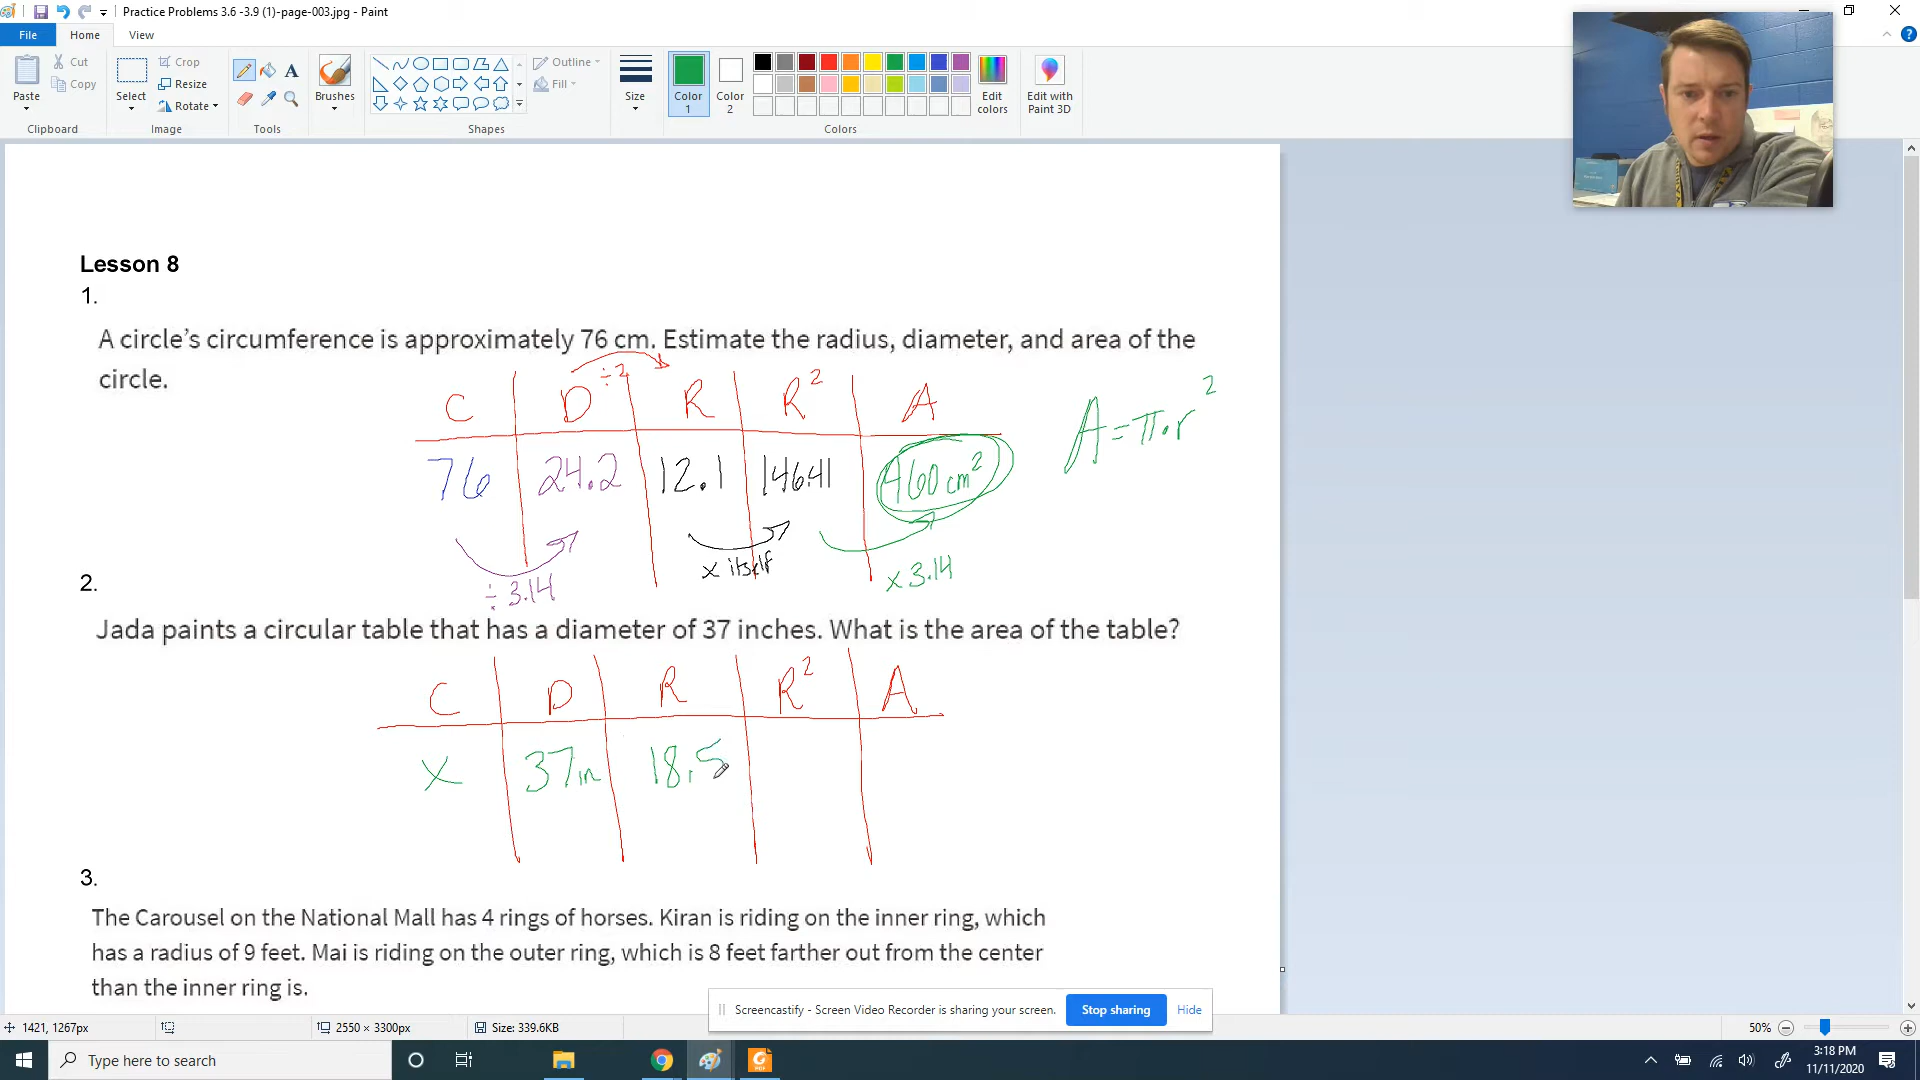 Practice Problems 3.6 -3.9 (1)-page-003.jpg - Paint
File Home View
Paste Cut Copy Clipboard
Select Crop Resize Rotate Image
A Tools
Brushes
Outline Fill Shapes
Size
Color 1 Color 2 Edit colors Colors
Edit with Paint 3D
Lesson 8
1.
A circle's circumference is approximately 76 cm. Estimate the radius, diameter, and area of the
circle.
÷2
C D R R² A
A = π·r²
76 24.2 12.1 146.41 460 cm²
÷ 3.14 x itself x 3.14
2.
Jada paints a circular table that has a diameter of 37 inches. What is the area of the table?
C D R R² A
X 37in 18.5
3.
The Carousel on the National Mall has 4 rings of horses. Kiran is riding on the inner ring, which
has a radius of 9 feet. Mai is riding on the outer ring, which is 8 feet farther out from the center
than the inner ring is.
Screencastify - Screen Video Recorder is sharing your screen. Stop sharing Hide
1421, 1267px 2550 × 3300px Size: 339.6KB 50%
Type here to search
3:18 PM
11/11/2020